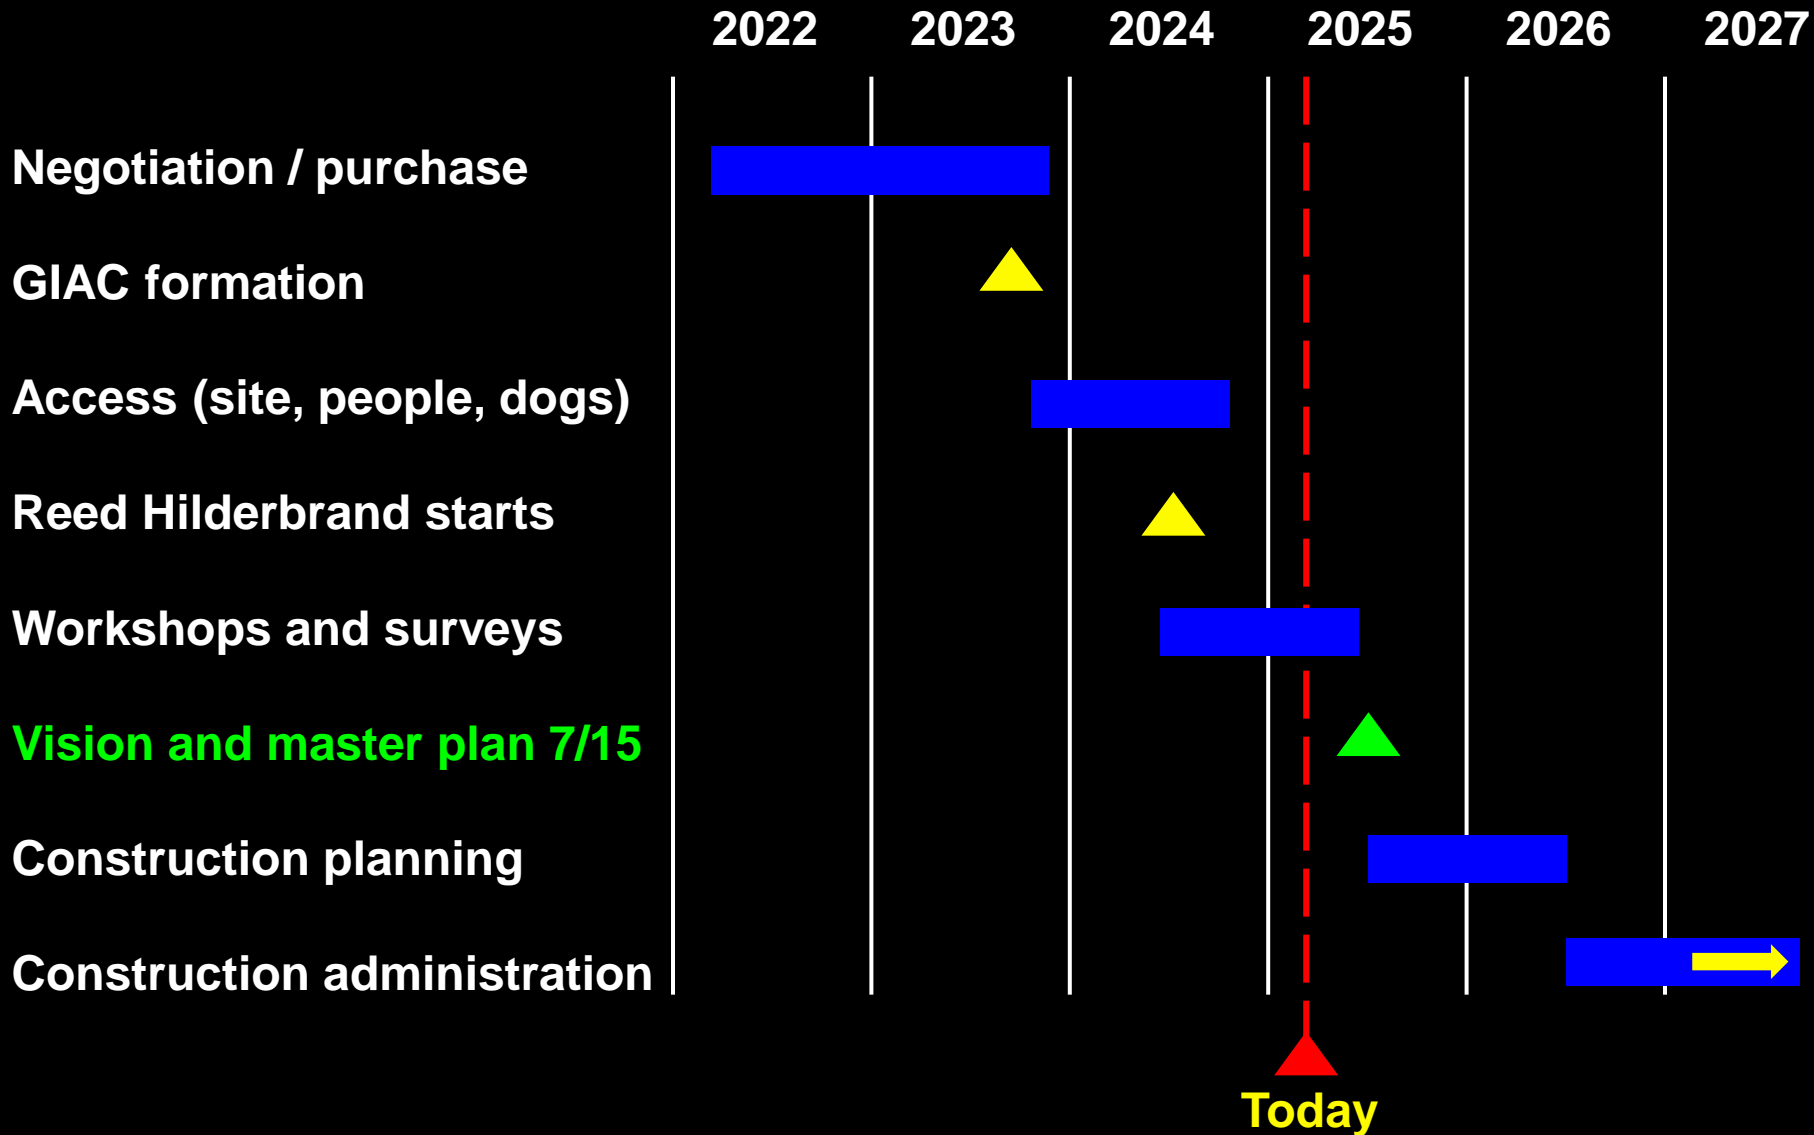 2022 2023 2024 2025 2026 2027
Negotiation / purchase
GIAC formation
Access (site, people, dogs)
Reed Hilderbrand starts
Workshops and surveys
Vision and master plan 7/15
Construction planning
Construction administration
Today